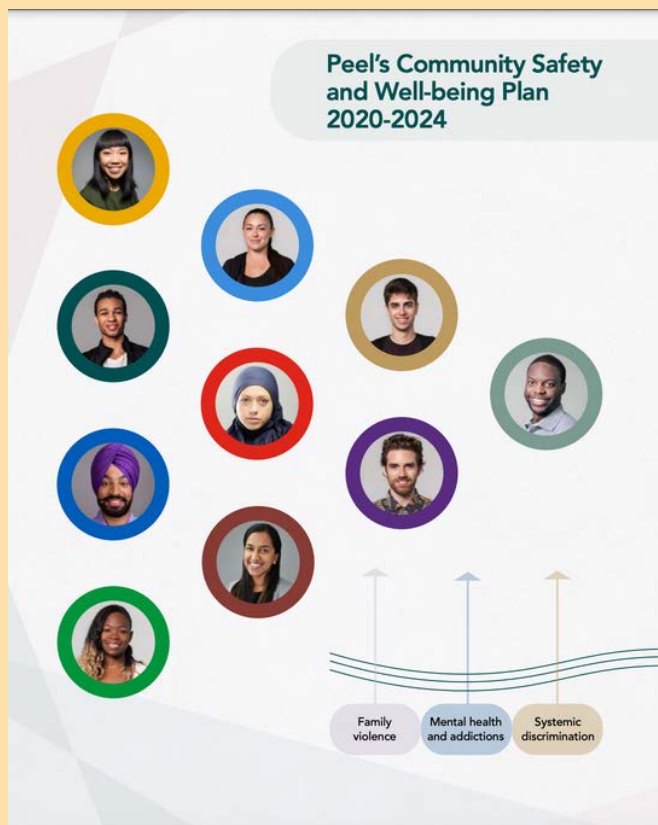 Peel's Community Safety
and Well-being Plan
2020-2024
Family
violence
Mental health
and addictions
Systemic
discrimination